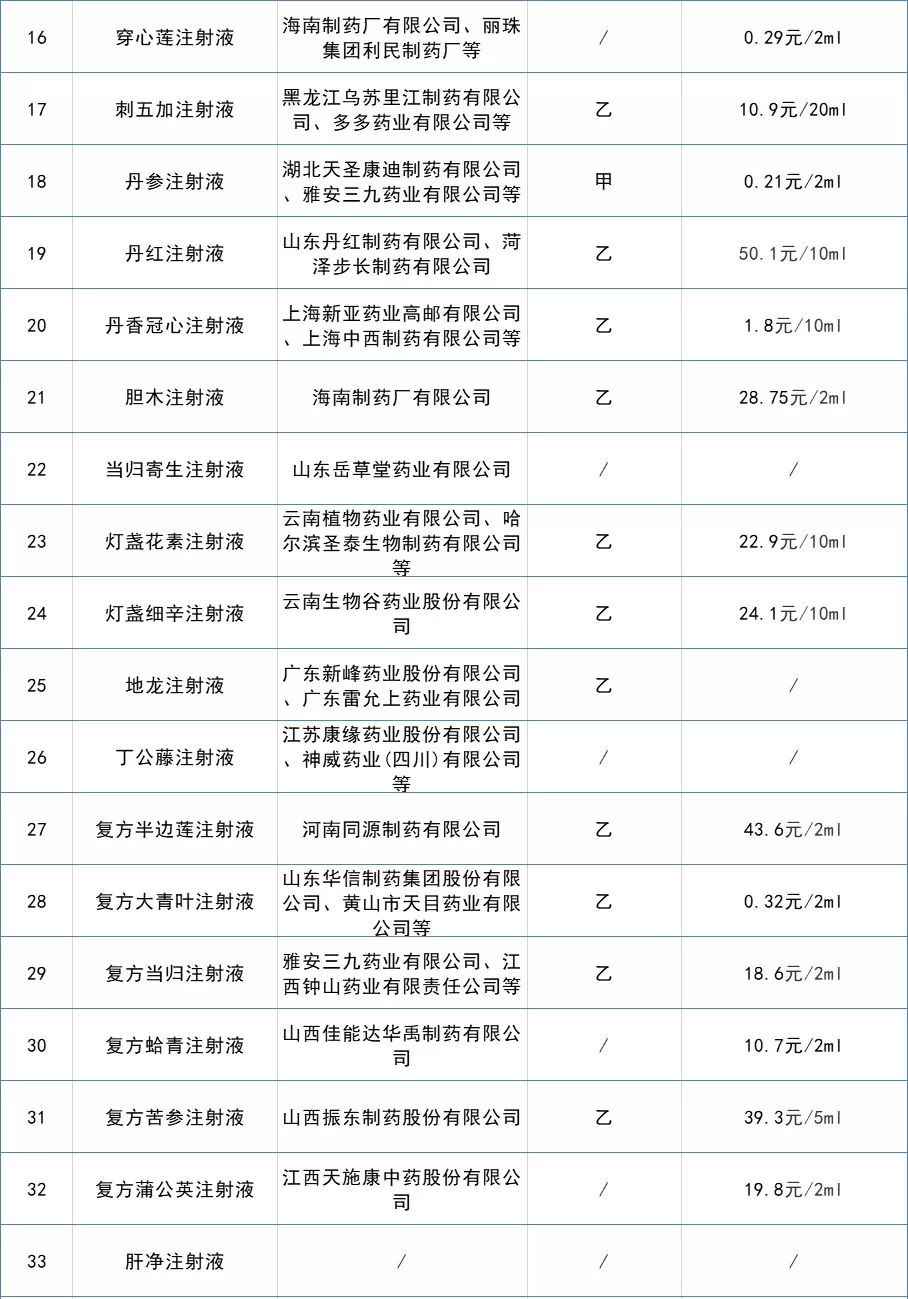 16 穿心莲注射液 海南制药厂有限公司、丽珠
集团利民制药厂等 / 0.29元/2ml
17 刺五加注射液 黑龙江乌苏里江制药有限公
司、多多药业有限公司等 乙 10.9元/20ml
18 丹参注射液 湖北天圣康迪制药有限公司
、雅安三九药业有限公司等 甲 0.21元/2ml
19 丹红注射液 山东丹红制药有限公司、菏
泽步长制药有限公司 乙 50.1元/10ml
20 丹香冠心注射液 上海新亚药业高邮有限公司
、上海中西制药有限公司等 乙 1.8元/10ml
21 胆木注射液 海南制药厂有限公司 乙 28.75元/2ml
22 当归寄生注射液 山东岳草堂药业有限公司 / /
23 灯盏花素注射液 云南植物药业有限公司、哈
尔滨圣泰生物制药有限公司
等 乙 22.9元/10ml
24 灯盏细辛注射液 云南生物谷药业股份有限公
司 乙 24.1元/10ml
25 地龙注射液 广东新峰药业股份有限公司
、广东雷允上药业有限公司 乙 /
26 丁公藤注射液 江苏康缘药业股份有限公司
、神威药业(四川)有限公司
等 / /
27 复方半边莲注射液 河南同源制药有限公司 乙 43.6元/2ml
28 复方大青叶注射液 山东华信制药集团股份有限
公司、黄山市天目药业有限
公司等 乙 0.32元/2ml
29 复方当归注射液 雅安三九药业有限公司、江
西钟山药业有限责任公司等 乙 18.6元/2ml
30 复方蛤青注射液 山西佳能达华禹制药有限公
司 / 10.7元/2ml
31 复方苦参注射液 山西振东制药股份有限公司 乙 39.3元/5ml
32 复方蒲公英注射液 江西天施康中药股份有限公
司 / 19.8元/2ml
33 肝净注射液 / / /